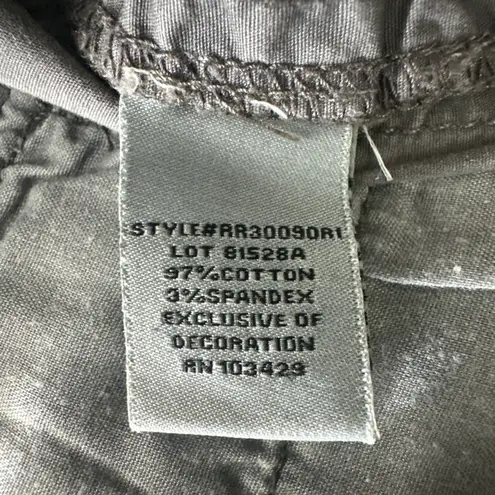 STYLE#RR30090R1
LOT 81528A
97%COTTON
3%SPANDEX
EXCLUSIVE OF
DECORATION
RN 103429